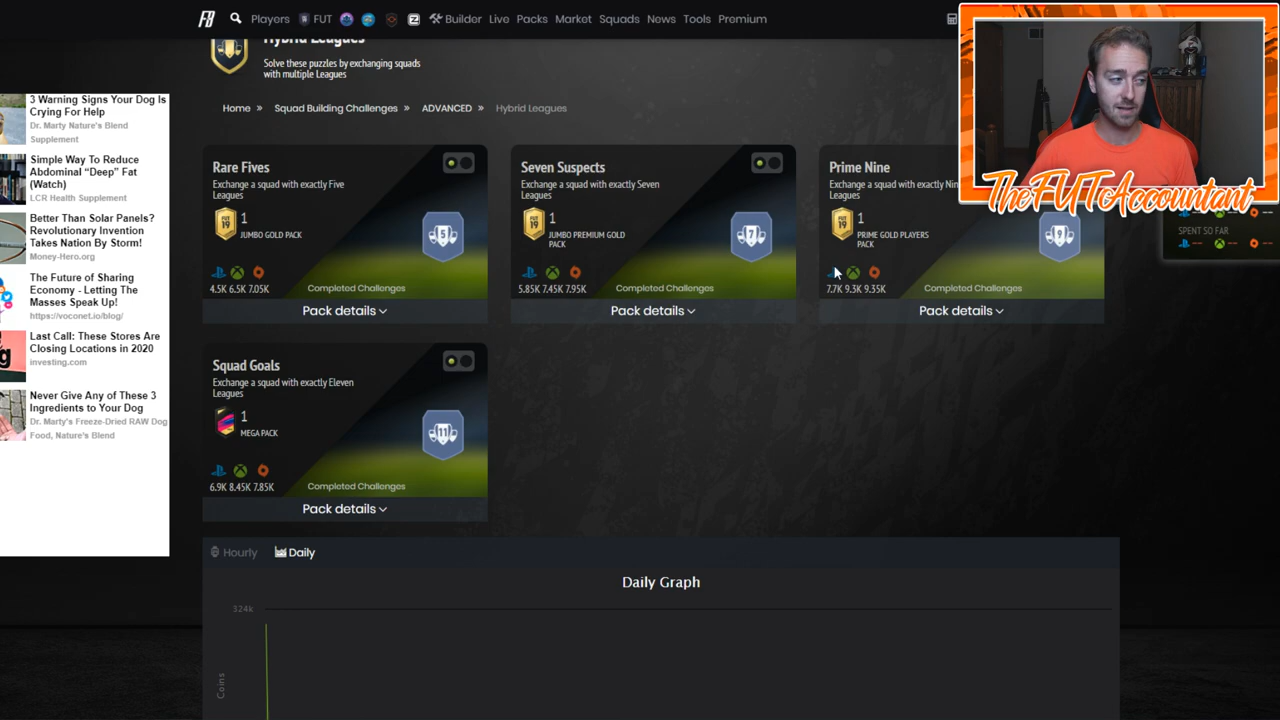 FB
Players
FUT
Builder
Live
Packs
Market
Squads
News
Tools
Premium
Hybrid Leagues
Solve these puzzles by exchanging squads
with multiple Leagues
Home » Squad Building Challenges » ADVANCED » Hybrid Leagues
3 Warning Signs Your Dog Is
Crying For Help
Dr. Marty Nature's Blend
Supplement
Simple Way To Reduce
Abdominal “Deep” Fat
(Watch)
LCR Health Supplement
Better Than Solar Panels?
Revolutionary Invention
Takes Nation By Storm!
Money-Hero.org
The Future of Sharing
Economy - Letting The
Masses Speak Up!
https://voconet.io/blog/
Last Call: These Stores Are
Closing Locations in 2020
investing.com
Never Give Any of These 3
Ingredients to Your Dog
Dr. Marty's Freeze-Dried RAW Dog
Food, Nature's Blend
Rare Fives
Exchange a squad with exactly Five
Leagues
FUT 19
1
JUMBO GOLD PACK
5
4.5K 6.5K 7.05K
Completed Challenges
Pack details
Seven Suspects
Exchange a squad with exactly Seven
Leagues
FUT 19
1
JUMBO PREMIUM GOLD
PACK
7
5.85K 7.45K 7.95K
Completed Challenges
Pack details
Prime Nine
Exchange a squad with exactly
Leagues
FUT 19
1
PRIME GOLD PLAYERS
PACK
9
7.7K 9.3K 9.35K
Completed Challenges
Pack details
TheFUTAccountant
SPENT SO FAR
Squad Goals
Exchange a squad with exactly Eleven
Leagues
1
MEGA PACK
11
6.9K 8.45K 7.85K
Completed Challenges
Pack details
Hourly
Daily
Daily Graph
324k
Coins